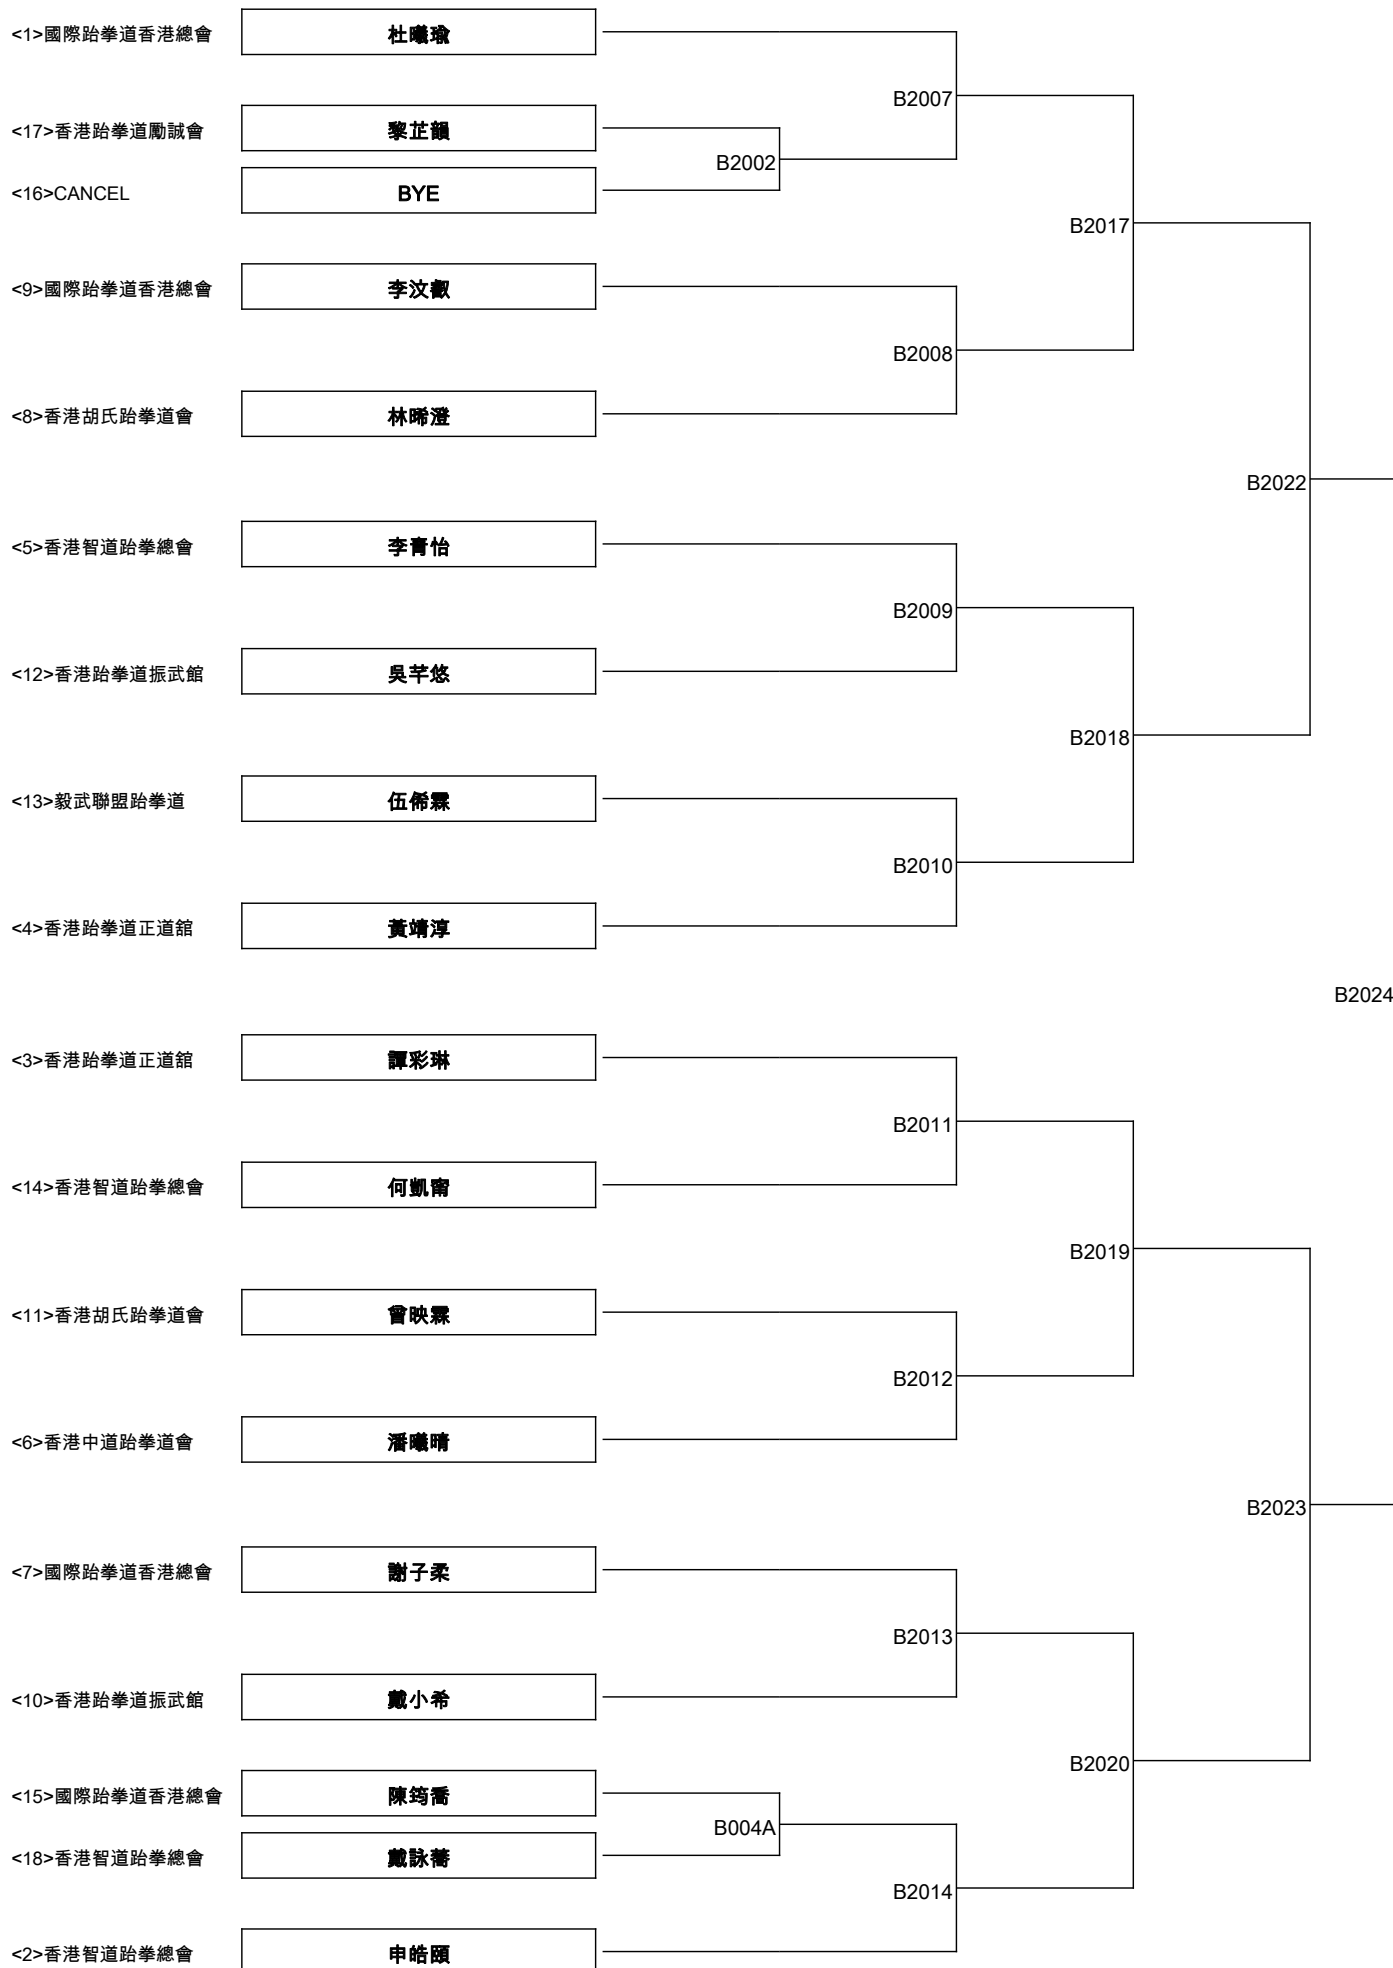 <1>國際跆拳道香港總會 杜曦瑜
B2007
<17>香港跆拳道勵誠會 黎芷韻
B2002
<16>CANCEL BYE
B2017
<9>國際跆拳道香港總會 李汶叡
B2008
<8>香港胡氏跆拳道會 林晞澄
B2022
<5>香港智道跆拳總會 李青怡
B2009
<12>香港跆拳道振武館 吳芊悠
B2018
<13>毅武聯盟跆拳道 伍俙霖
B2010
<4>香港跆拳道正道舘 黃靖淳
B2024
<3>香港跆拳道正道舘 譚彩琳
B2011
<14>香港智道跆拳總會 何凱甯
B2019
<11>香港胡氏跆拳道會 曾映霖
B2012
<6>香港中道跆拳道會 潘曦晴
B2023
<7>國際跆拳道香港總會 謝子柔
B2013
<10>香港跆拳道振武館 戴小希
B2020
<15>國際跆拳道香港總會 陳筠喬
B004A
<18>香港智道跆拳總會 戴詠蕎
B2014
<2>香港智道跆拳總會 申皓頤